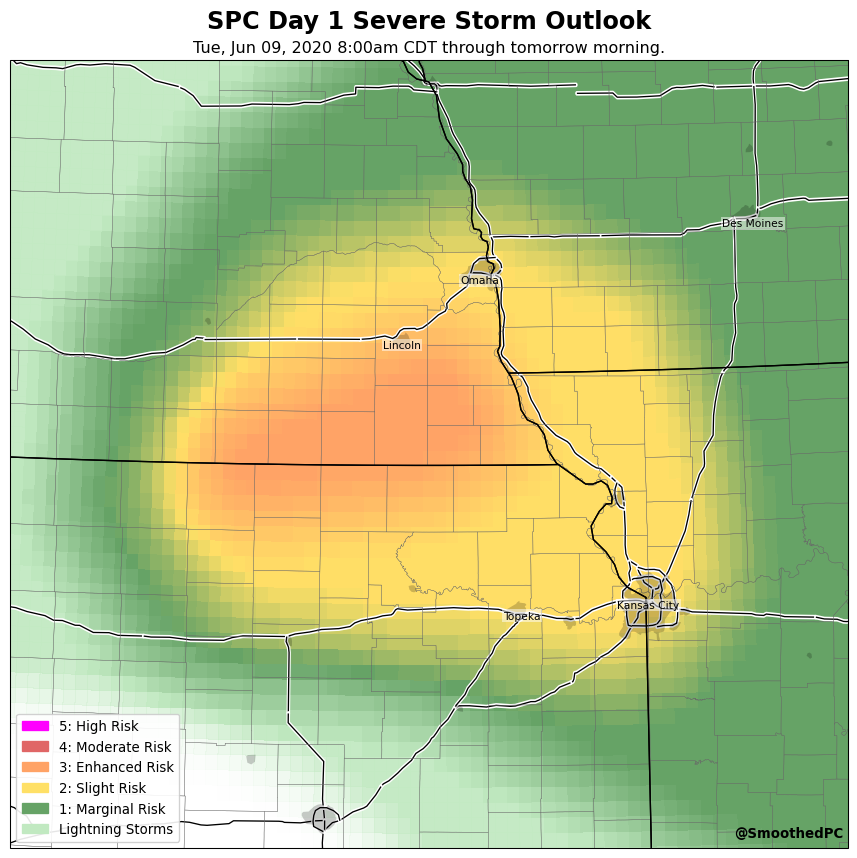 SPC Day 1 Severe Storm Outlook
Tue, Jun 09, 2020 8:00am CDT through tomorrow morning.
Des Moines
Omaha
Lincoln
Kansas City
Topeka
5: High Risk
4: Moderate Risk
3: Enhanced Risk
2: Slight Risk
1: Marginal Risk
Lightning Storms
@SmoothedPC